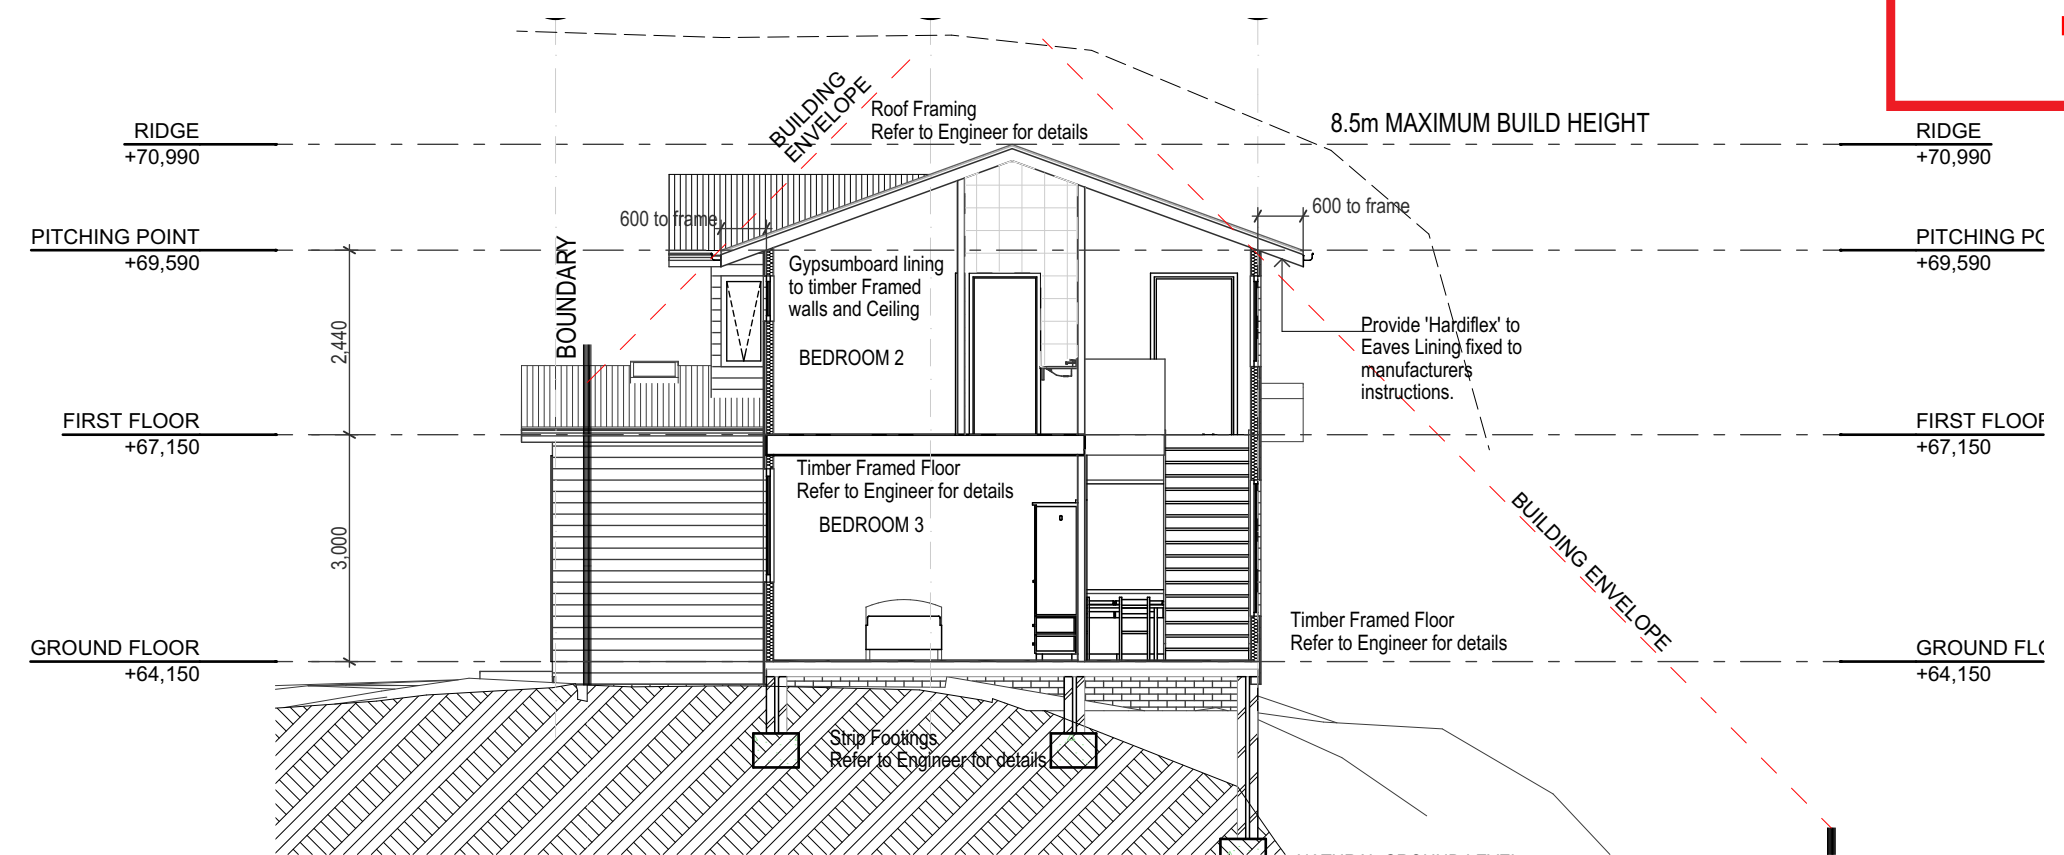 BUILDING
ENVELOPE
Roof Framing
Refer to Engineer for details
8.5m MAXIMUM BUILD HEIGHT
RIDGE
+70,990
RIDGE
+70,990
600 to frame
600 to frame
PITCHING POINT
+69,590
PITCHING PO
+69,590
BOUNDARY
Gypsumboard lining
to timber Framed
walls and Ceiling
BEDROOM 2
2,440
Provide 'Hardiflex' to
Eaves Lining fixed to
manufacturers
instructions.
FIRST FLOOR
+67,150
FIRST FLOOR
+67,150
Timber Framed Floor
Refer to Engineer for details
BEDROOM 3
3,000
BUILDING ENVELOPE
Timber Framed Floor
Refer to Engineer for details
GROUND FLOOR
+64,150
GROUND FLO
+64,150
Strip Footings
Refer to Engineer for details